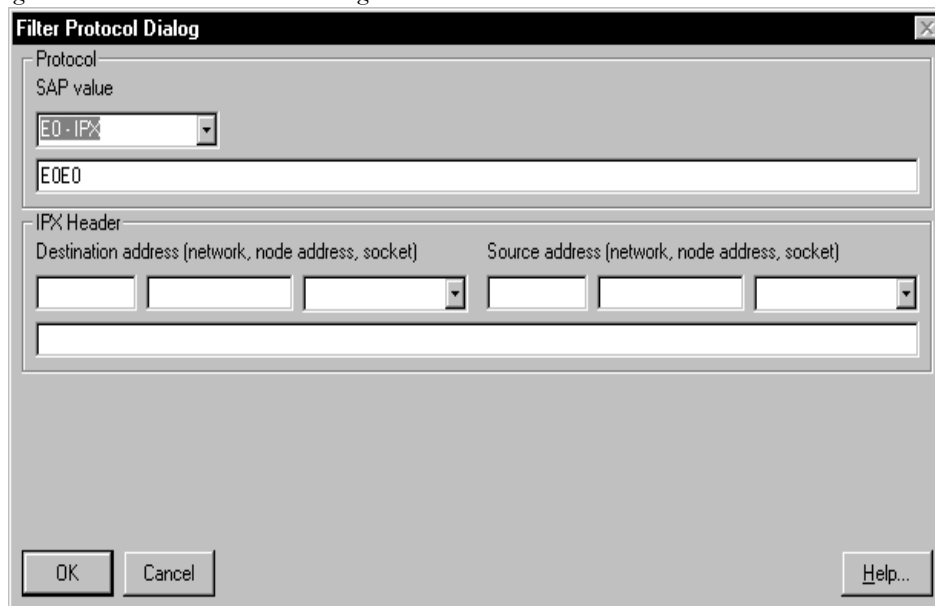 Filter Protocol Dialog
Protocol
SAP value
E0 - IPX
E0E0
IPX Header
Destination address (network, node address, socket) Source address (network, node address, socket)
OK Cancel Help...